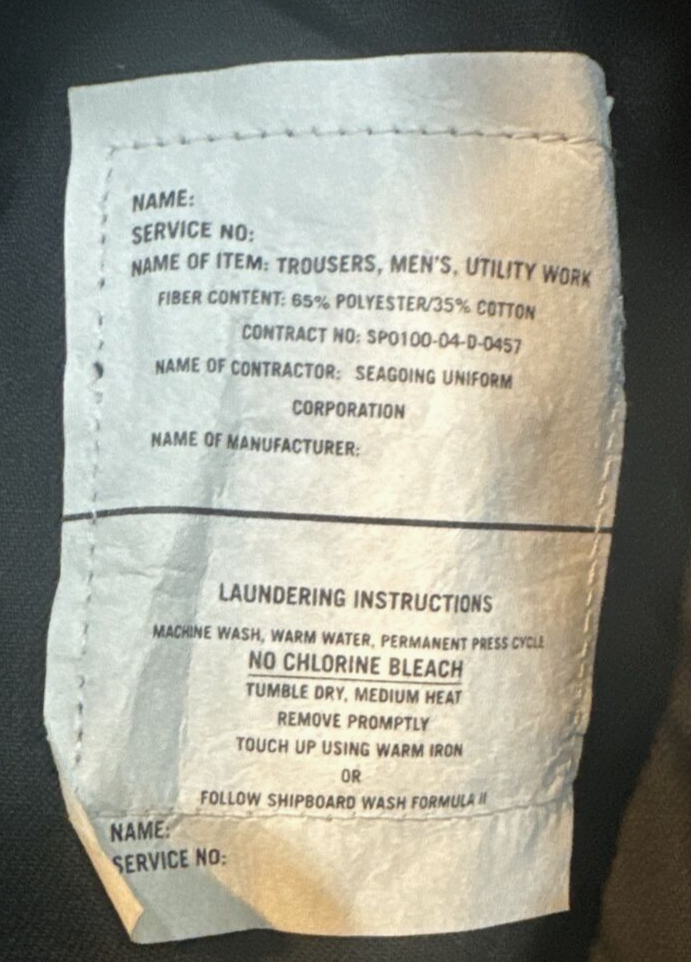 NAME:
SERVICE NO:
NAME OF ITEM: TROUSERS, MEN'S, UTILITY WORK
FIBER CONTENT: 65% POLYESTER/35% COTTON
CONTRACT NO: SPO100-04-D-0457
NAME OF CONTRACTOR: SEAGOING UNIFORM
CORPORATION
NAME OF MANUFACTURER:
LAUNDERING INSTRUCTIONS
MACHINE WASH, WARM WATER, PERMANENT PRESS CYCLE
NO CHLORINE BLEACH
TUMBLE DRY, MEDIUM HEAT
REMOVE PROMPTLY
TOUCH UP USING WARM IRON
OR
FOLLOW SHIPBOARD WASH FORMULA II
NAME:
SERVICE NO: